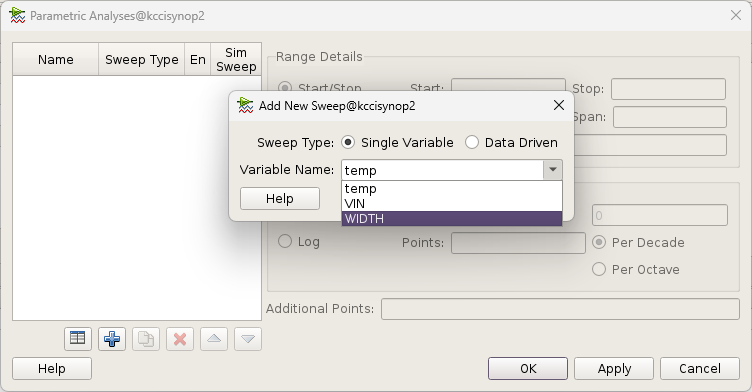 Parametric Analyses@kccisynop2
Name Sweep Type En Sim Sweep
Range Details
Start/Stop Start: Stop:
Span:
Add New Sweep@kccisynop2
Sweep Type: Single Variable Data Driven
Variable Name: temp
temp
VIN
WIDTH
Help
0
Log Points: Per Decade
Per Octave
Additional Points:
Help OK Apply Cancel